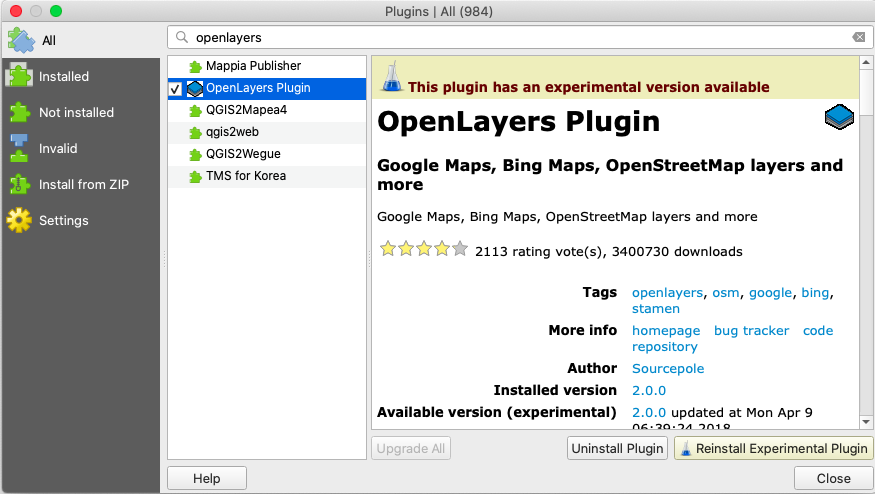 Plugins | All (984)
All
openlayers
Installed
Not installed
Invalid
Install from ZIP
Settings
Mappia Publisher
OpenLayers Plugin
QGIS2Mapea4
qgis2web
QGIS2Wegue
TMS for Korea
This plugin has an experimental version available
OpenLayers Plugin
Google Maps, Bing Maps, OpenStreetMap layers and
more
Google Maps, Bing Maps, OpenStreetMap layers and more
2113 rating vote(s), 3400730 downloads
Tags openlayers, osm, google, bing,
stamen
More info homepage bug tracker code
repository
Author Sourcepole
Installed version 2.0.0
Available version (experimental) 2.0.0 updated at Mon Apr 9
06:39:24 2018
Upgrade All Uninstall Plugin Reinstall Experimental Plugin
Help Close